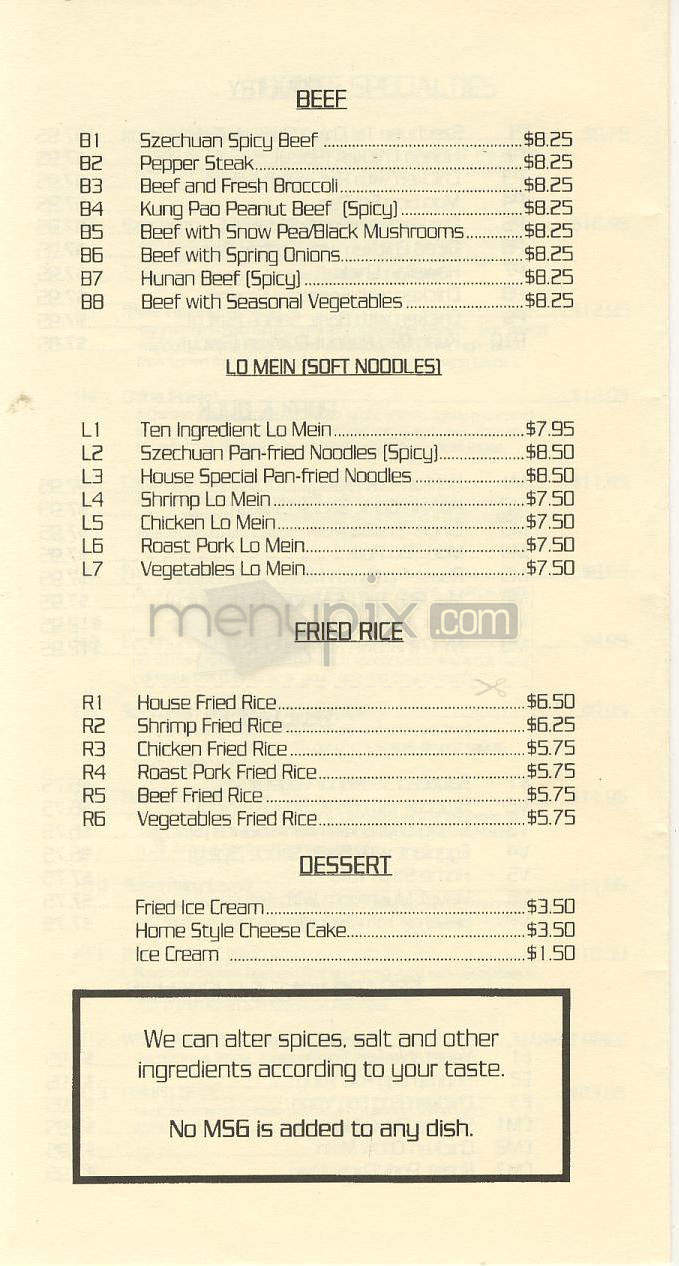 BEEF
B1 Szechuan Spicy Beef $8.25
B2 Pepper Steak $8.25
B3 Beef and Fresh Broccoli $8.25
B4 Kung Pao Peanut Beef (Spicy) $8.25
B5 Beef with Snow Pea/Black Mushrooms $8.25
B6 Beef with Spring Onions $8.25
B7 Hunan Beef (Spicy) $8.25
B8 Beef with Seasonal Vegetables $8.25
LO MEIN (SOFT NOODLES)
L1 Ten Ingredient Lo Mein $7.95
L2 Szechuan Pan-fried Noodles (Spicy) $8.50
L3 House Special Pan-fried Noodles $8.50
L4 Shrimp Lo Mein $7.50
L5 Chicken Lo Mein $7.50
L6 Roast Pork Lo Mein $7.50
L7 Vegetables Lo Mein $7.50
menupix.com
FRIED RICE
R1 House Fried Rice $6.50
R2 Shrimp Fried Rice $6.25
R3 Chicken Fried Rice $5.75
R4 Roast Pork Fried Rice $5.75
R5 Beef Fried Rice $5.75
R6 Vegetables Fried Rice $5.75
DESSERT
Fried Ice Cream $3.50
Home Style Cheese Cake $3.50
Ice Cream $1.50
We can alter spices, salt and other
ingredients according to your taste.
No MSG is added to any dish.